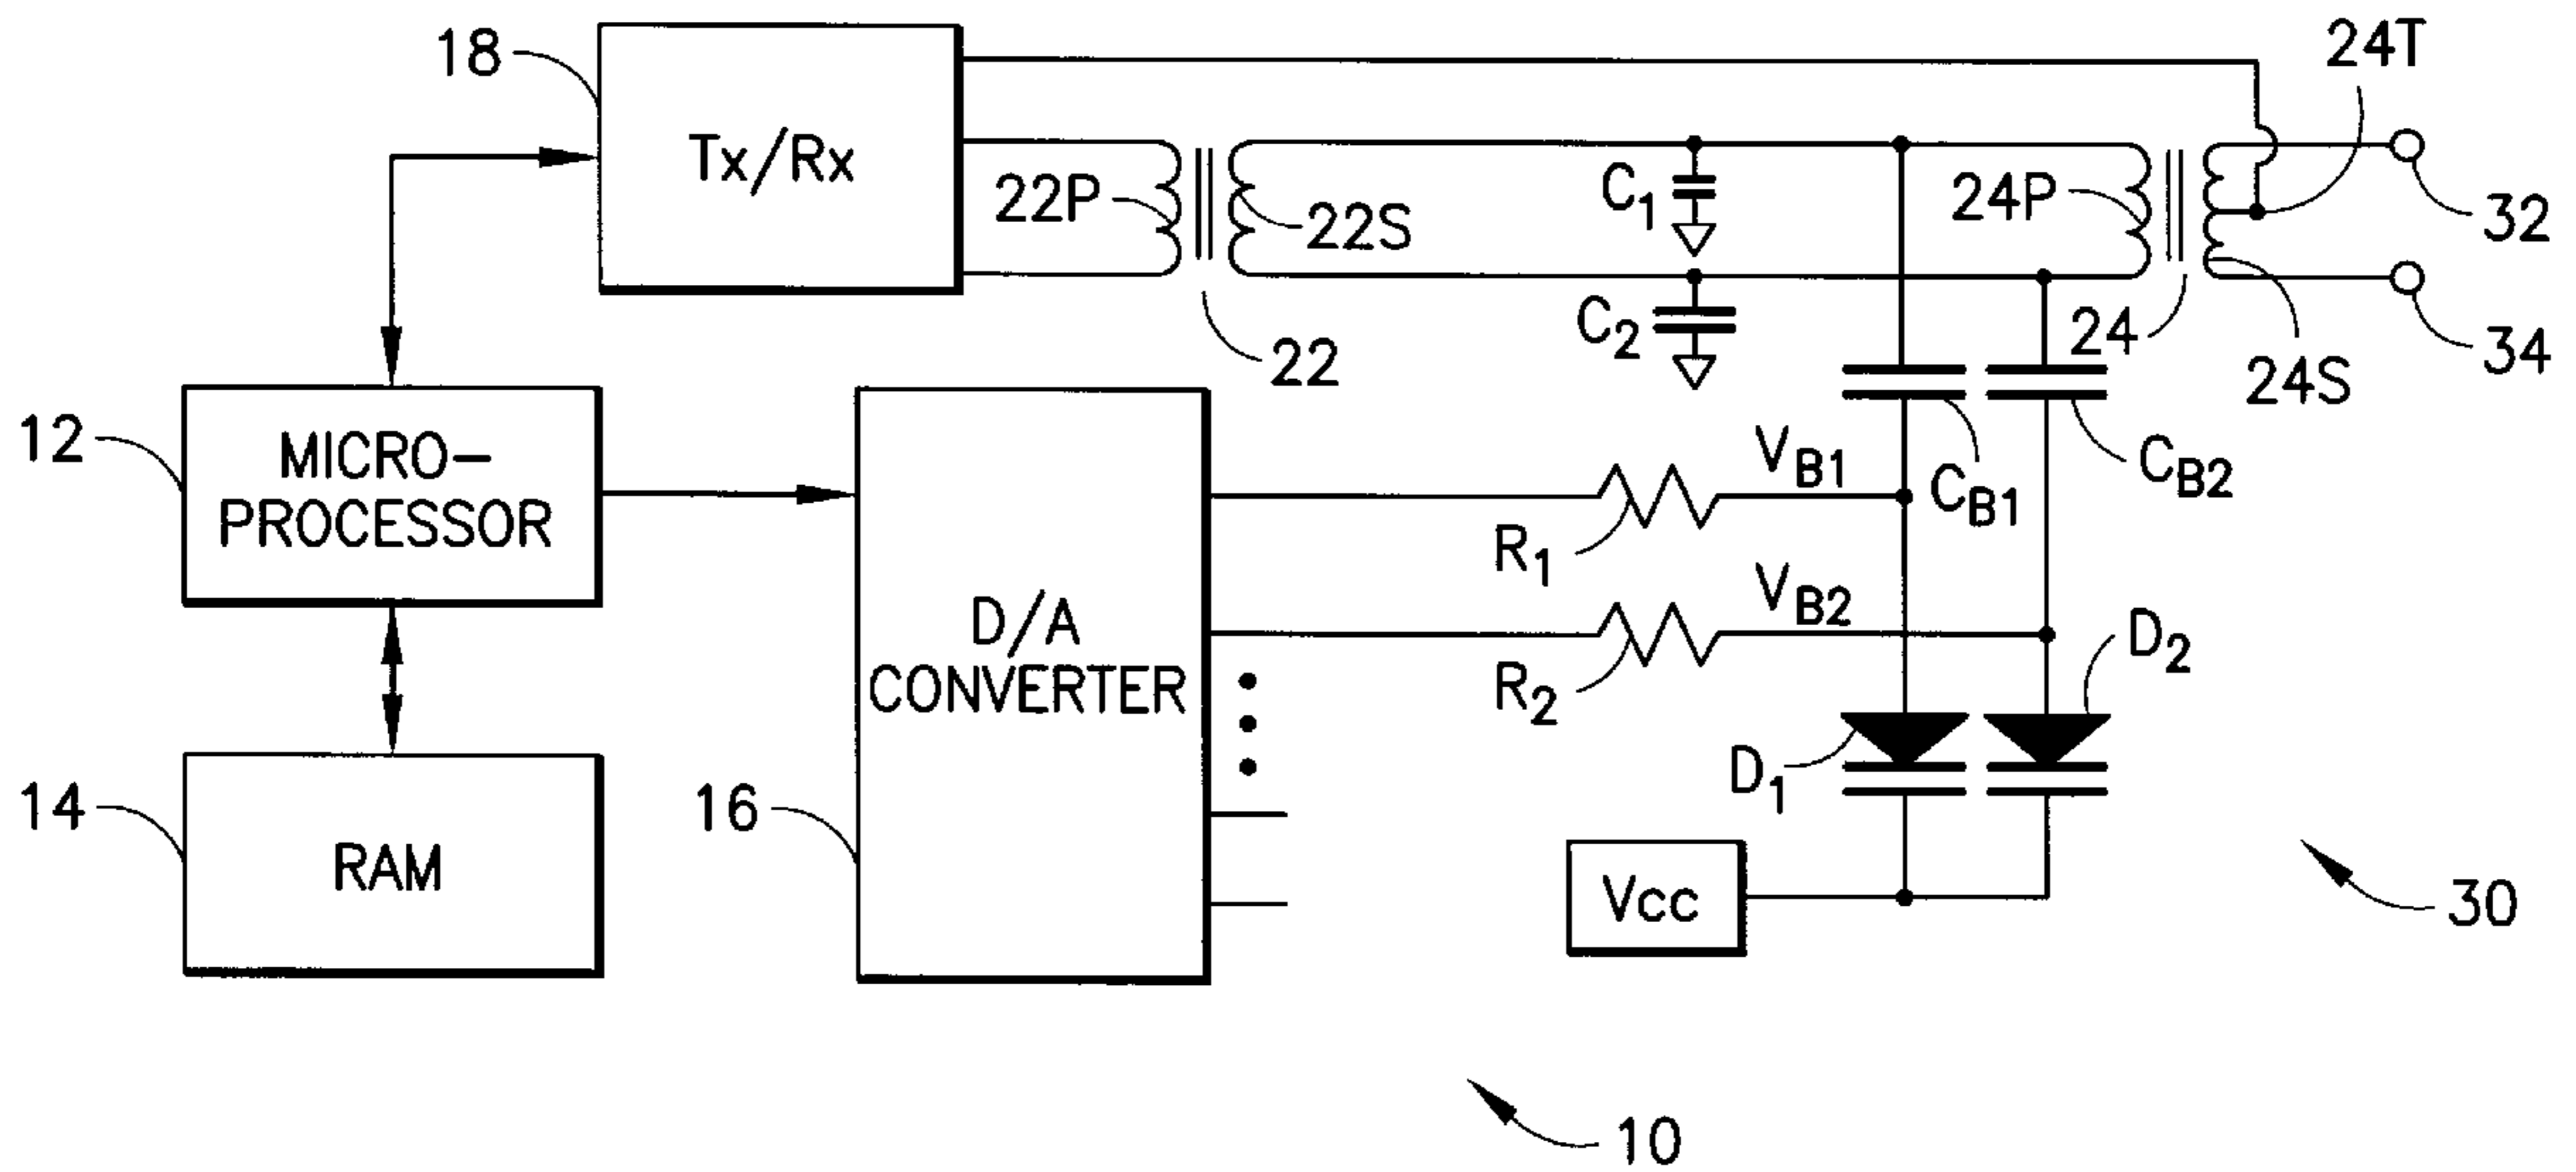 18
Tx/Rx
24T
22P
22S
C1
24P
32
C2
22
24
34
24S
12
MICRO-
PROCESSOR
VB1
CB1
CB2
R1
D/A
CONVERTER
VB2
D2
R2
D1
14
RAM
16
Vcc
30
10